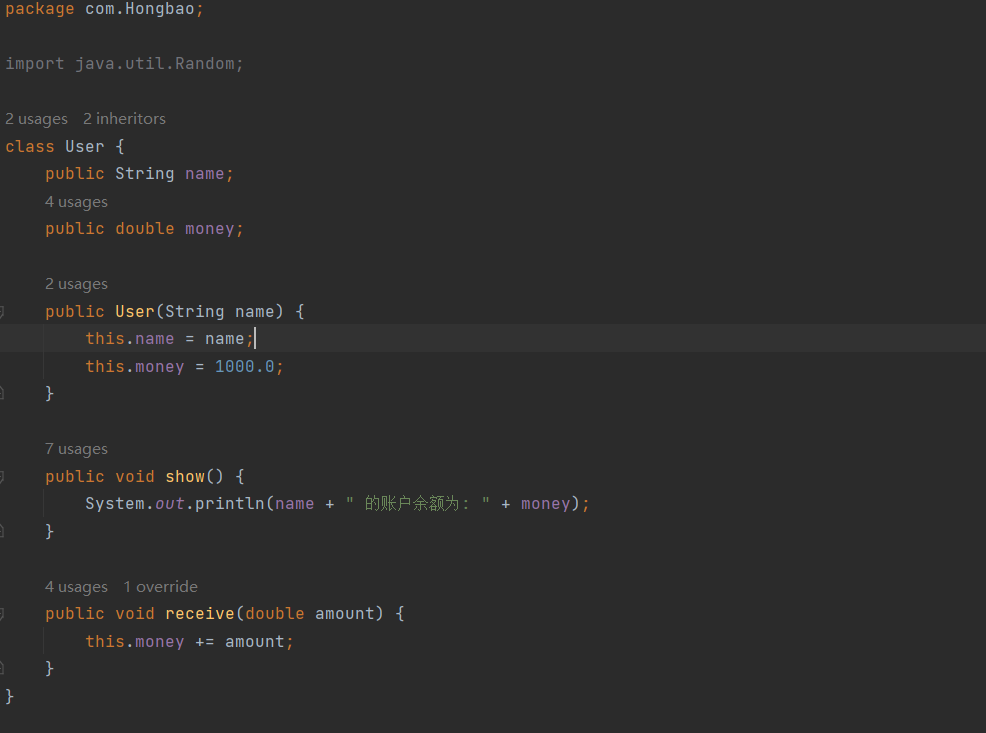 package com.Hongbao;
import java.util.Random;
2 usages 2 inheritors
class User {
public String name;
4 usages
public double money;
2 usages
public User(String name) {
this.name = name;
this.money = 1000.0;
}
7 usages
public void show() {
System.out.println(name + " 的账户余额为: " + money);
}
4 usages 1 override
public void receive(double amount) {
this.money += amount;
}
}